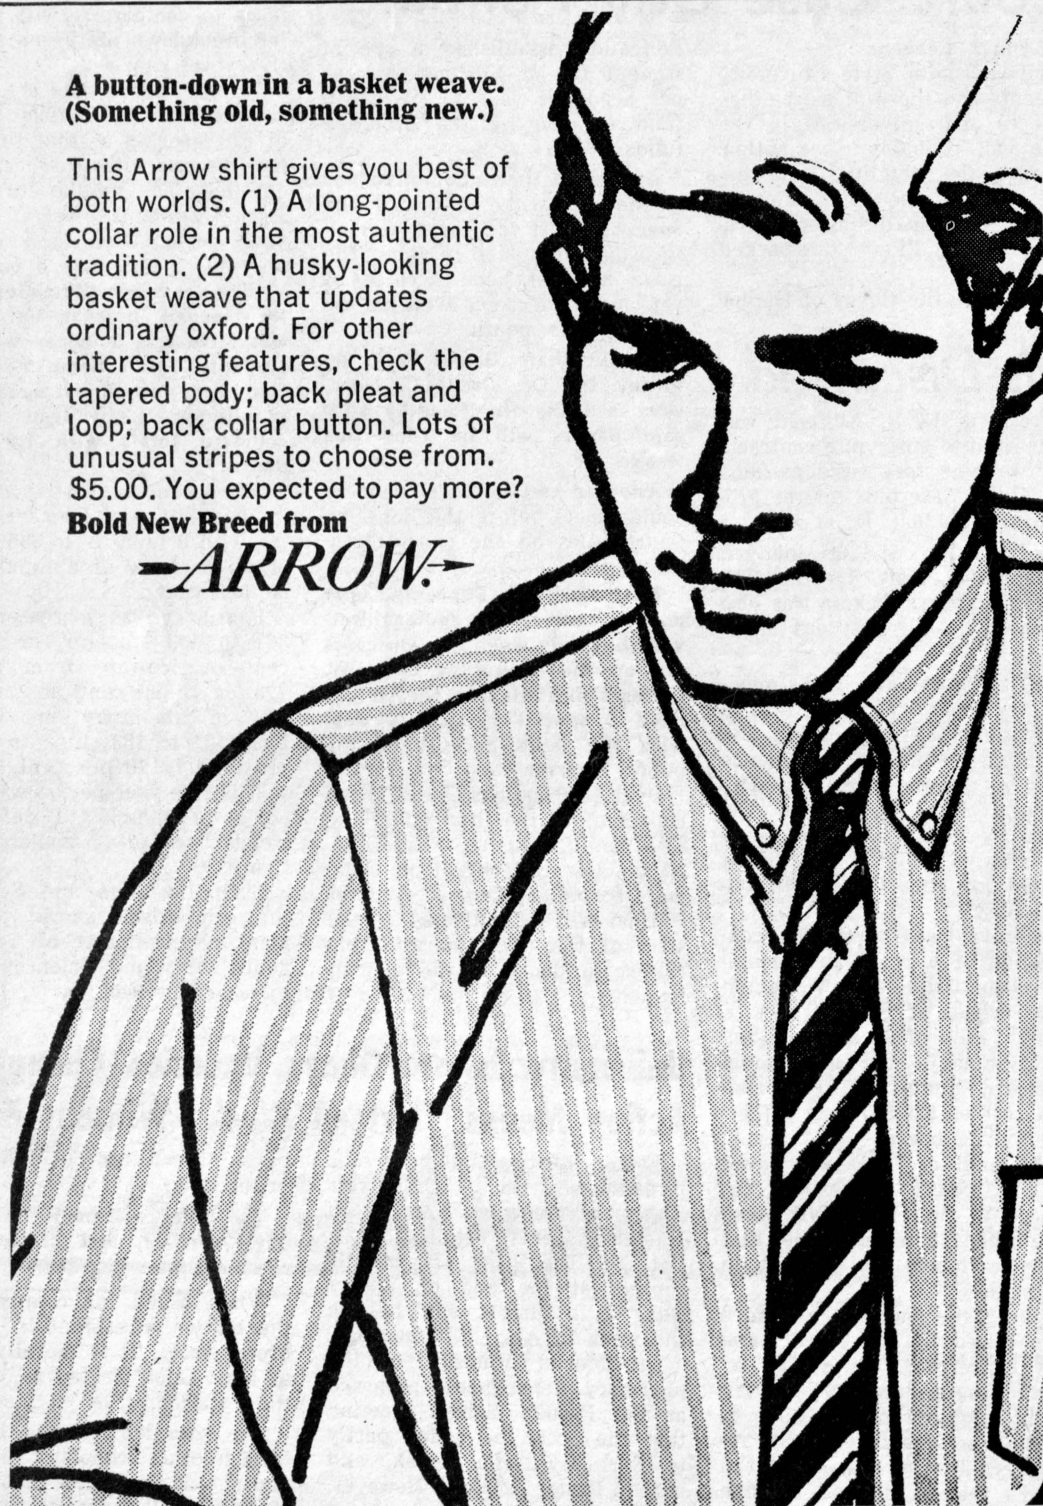 A button-down in a basket weave.
(Something old, something new.)
This Arrow shirt gives you best of
both worlds. (1) A long-pointed
collar role in the most authentic
tradition. (2) A husky-looking
basket weave that updates
ordinary oxford. For other
interesting features, check the
tapered body; back pleat and
loop; back collar button. Lots of
unusual stripes to choose from.
$5.00. You expected to pay more?
Bold New Breed from
ARROW.